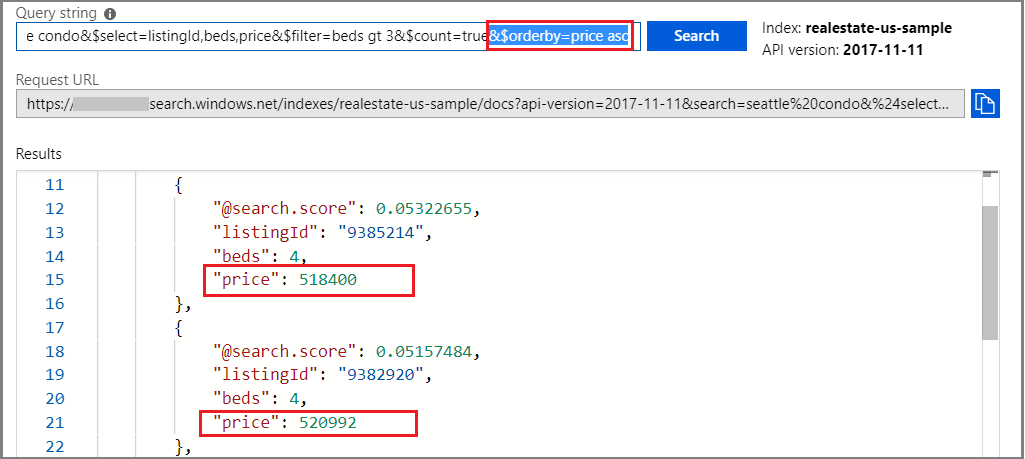 Query string
e condo&$select=listingId,beds,price&$filter=beds gt 3&$count=true&$orderby=price asc
Search
Index: realestate-us-sample
API version: 2017-11-11
Request URL
https:// search.windows.net/indexes/realestate-us-sample/docs?api-version=2017-11-11&search=seattle%20condo&%24select...
Results
11 {
12 "@search.score": 0.05322655,
13 "listingId": "9385214",
14 "beds": 4,
15 "price": 518400
16 },
17 {
18 "@search.score": 0.05157484,
19 "listingId": "9382920",
20 "beds": 4,
21 "price": 520992
22 },